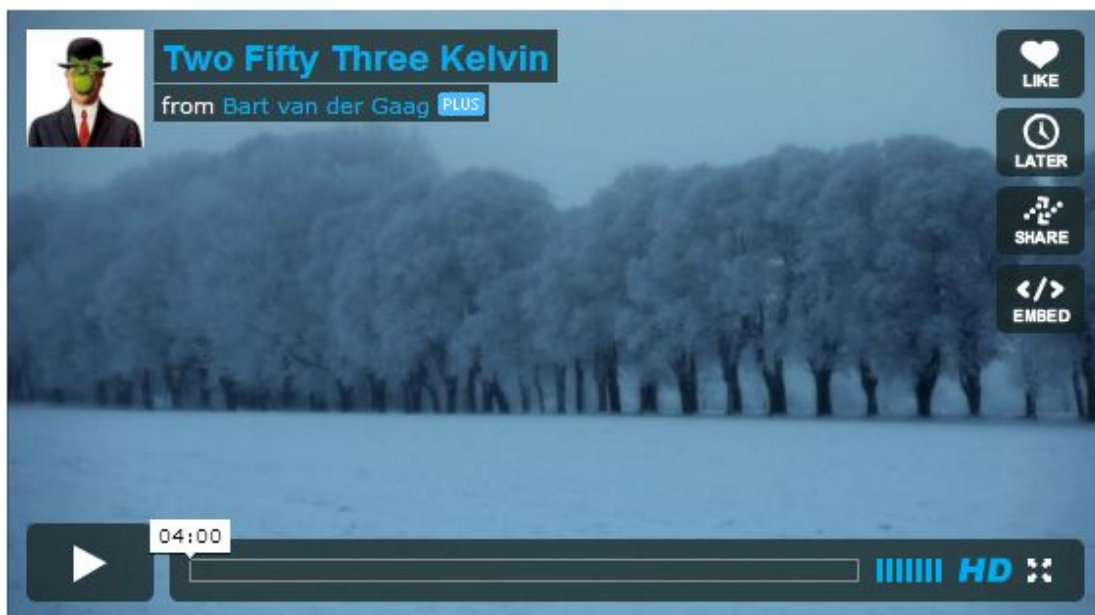 Two Fifty Three Kelvin
from Bart van der Gaag PLUS
LIKE
LATER
SHARE
</>
EMBED
04:00
HD